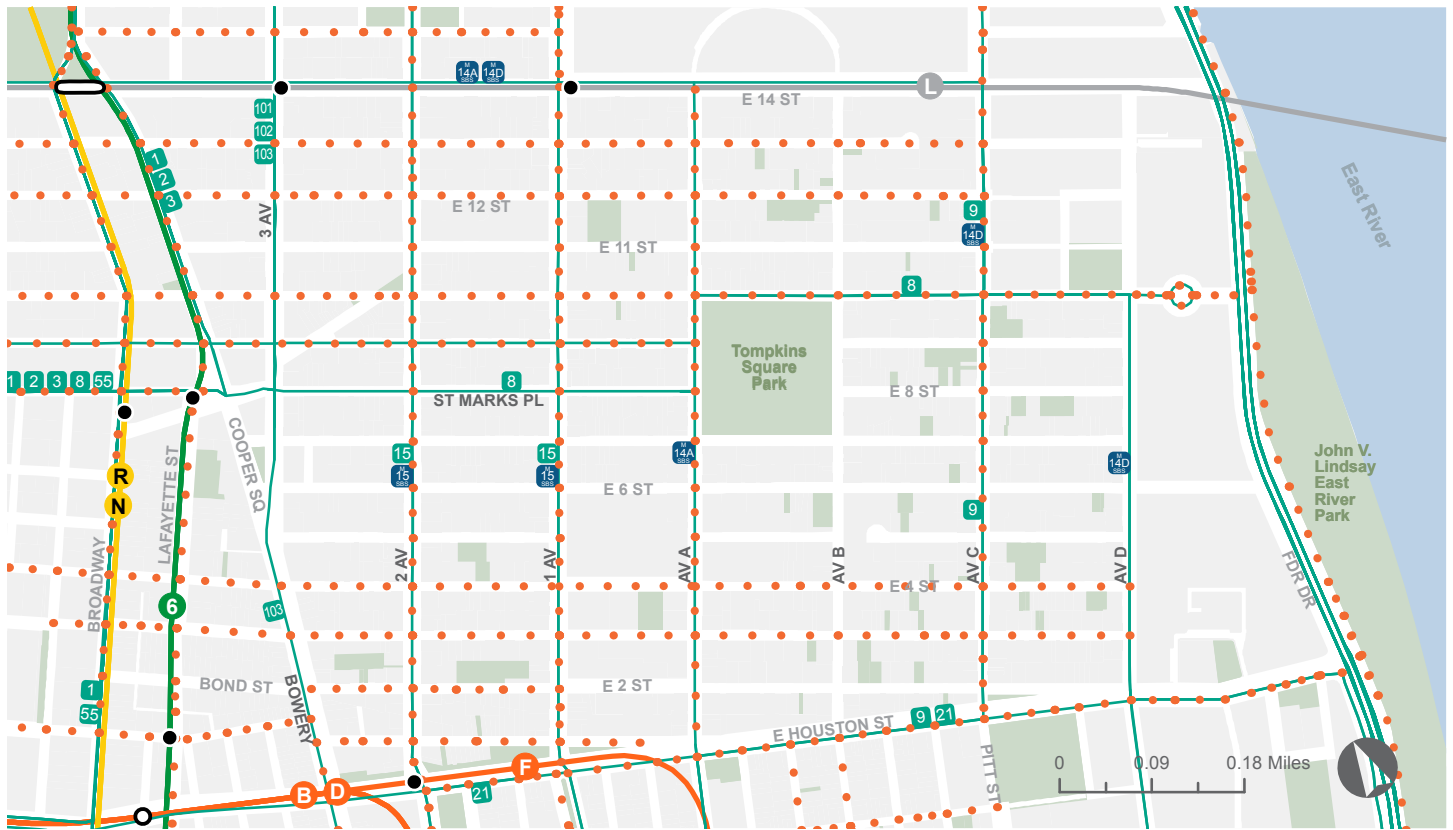 M
14A
SBS
M
14D
SBS
L
E 14 ST
101
102
103
1
2
3
3 AV
E 12 ST
East River
9
M
14D
SBS
E 11 ST
8
Tompkins
Square
Park
1 2 3 8 55
8
ST MARKS PL
E 8 ST
COOPER SQ
LAFAYETTE ST
R
N
15
M
15
SBS
15
M
15
SBS
M
14A
SBS
M
14D
SBS
John V.
Lindsay
East
River
Park
E 6 ST
9
BROADWAY
2 AV
1 AV
AV A
AV B
AV C
AV D
FDR DR
E 4 ST
6
103
1
55
BOND ST
BOWERY
E 2 ST
E HOUSTON ST
9 21
PITT ST
0 0.09 0.18 Miles
B
D
F
21